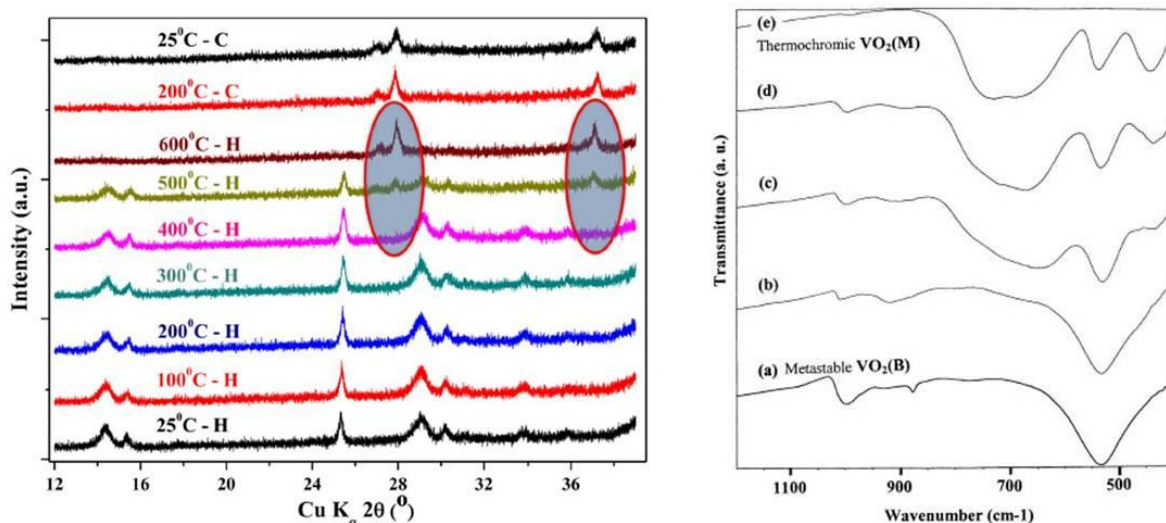 25⁰C - C
200⁰C - C
600⁰C - H
500⁰C - H
400⁰C - H
300⁰C - H
200⁰C - H
100⁰C - H
25⁰C - H
Intensity (a.u.)
12 16 20 24 28 32 36
Cu Kα 2θ (⁰)
(e)
Thermochromic VO₂(M)
(d)
(c)
(b)
(a) Metastable VO₂(B)
Transmittance (a. u.)
1100 900 700 500
Wavenumber (cm-1)